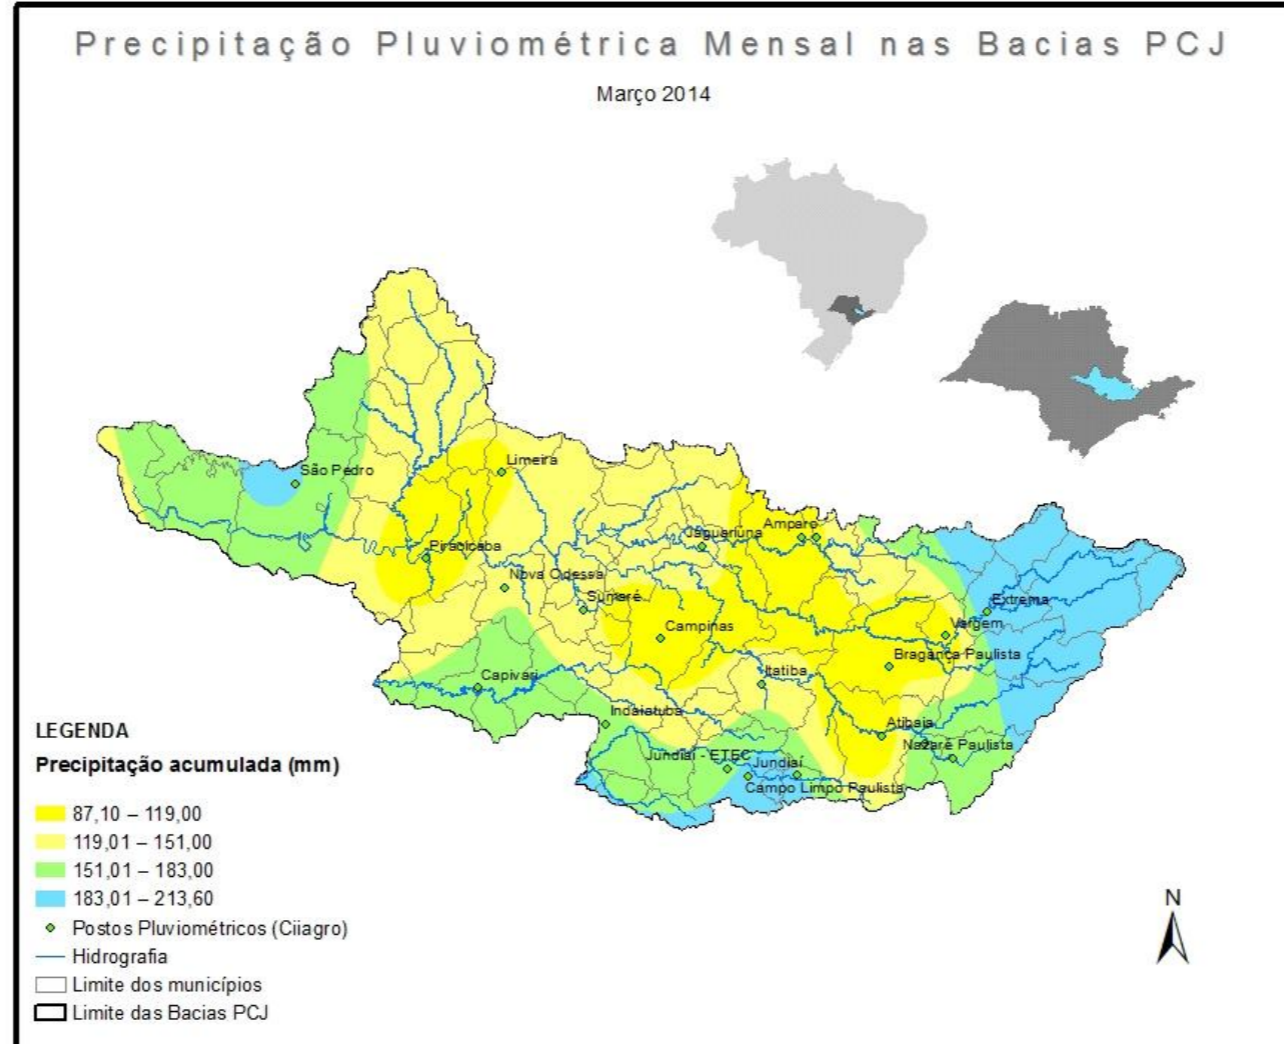 Precipitação Pluviométrica Mensal nas Bacias PCJ
Março 2014
São Pedro
Limeira
Piracicaba
Nova Odessa
Sumaré
Jaguariúna
Amparo
Campinas
Extrema
Vargem
Bragança Paulista
Capivari
Itatiba
Indaiatuba
Atibaia
Nazaré Paulista
Jundiaí - ETEC
Jundiaí
Campo Limpo Paulista
LEGENDA
Precipitação acumulada (mm)
87,10 – 119,00
119,01 – 151,00
151,01 – 183,00
183,01 – 213,60
Postos Pluviométricos (Ciiagro)
Hidrografia
Limite dos municípios
Limite das Bacias PCJ
N